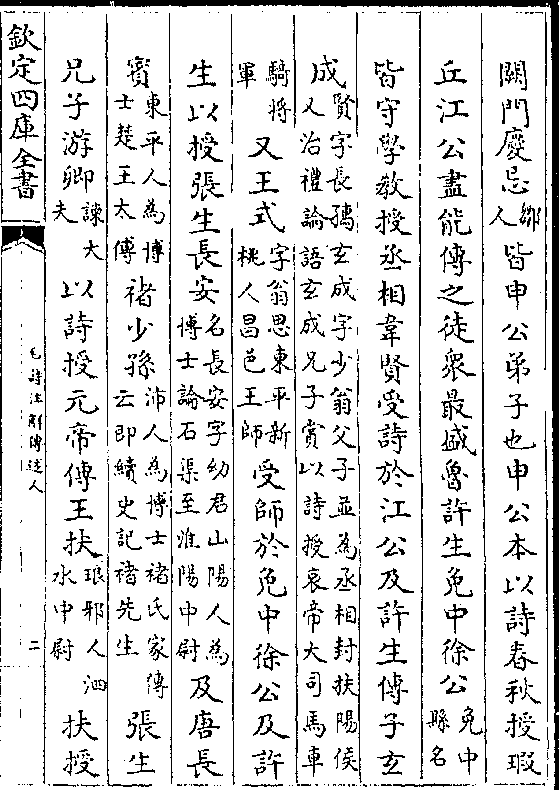 闕門慶忌鄒人皆申公弟子也申公本以詩春秋授瑕
丘江公盡能傳之徒衆最盛魯許生免中徐公免中縣名
皆守學教授丞相韋賢受詩於江公及許生傳子玄
成賢字長孺玄成字少翁父子並為丞相封扶陽侯又治禮論語玄成兄子賞以詩授哀帝大司馬車
騎將軍又王式字翁思東平新桃人昌邑王師受師於免中徐公及許
生以授張生長安名長安字幼君山陽人為博士論石渠至淮陽中尉及唐長
賓東平人為博士楚王太傅褚少孫沛人為博士褚氏家傳云即續史記褚先生張生
兄子游卿諫大夫以詩授元帝傳王扶琅邪人泗水中尉扶授
欽定四庫全書
毛詩注解傳述人
二